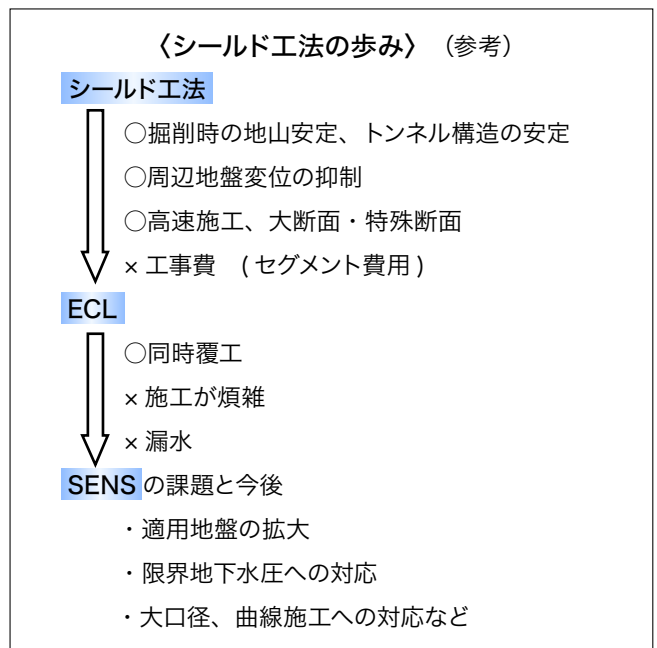 〈シールド工法の歩み〉（参考）
シールド工法
○掘削時の地山安定、トンネル構造の安定
○周辺地盤変位の抑制
○高速施工、大断面・特殊断面
× 工事費　( セグメント費用 )
ECL
○同時覆工
× 施工が煩雑
× 漏水
SENS の課題と今後
・適用地盤の拡大
・限界地下水圧への対応
・大口径、曲線施工への対応など